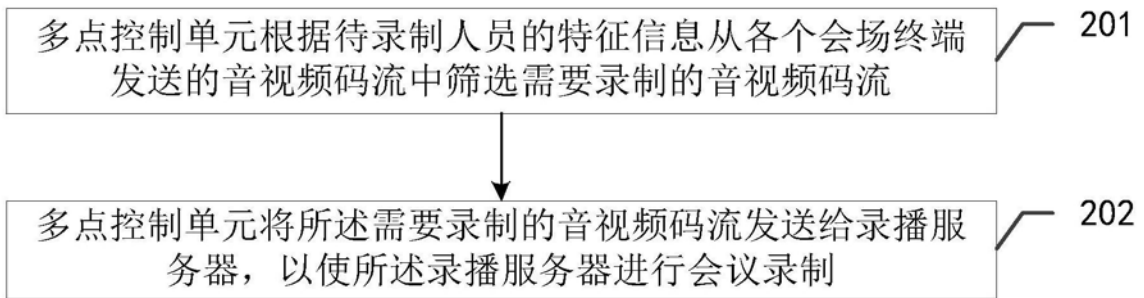 多点控制单元根据待录制人员的特征信息从各个会场终端
发送的音视频码流中筛选需要录制的音视频码流
201
多点控制单元将所述需要录制的音视频码流发送给录播服
务器，以使所述录播服务器进行会议录制
202